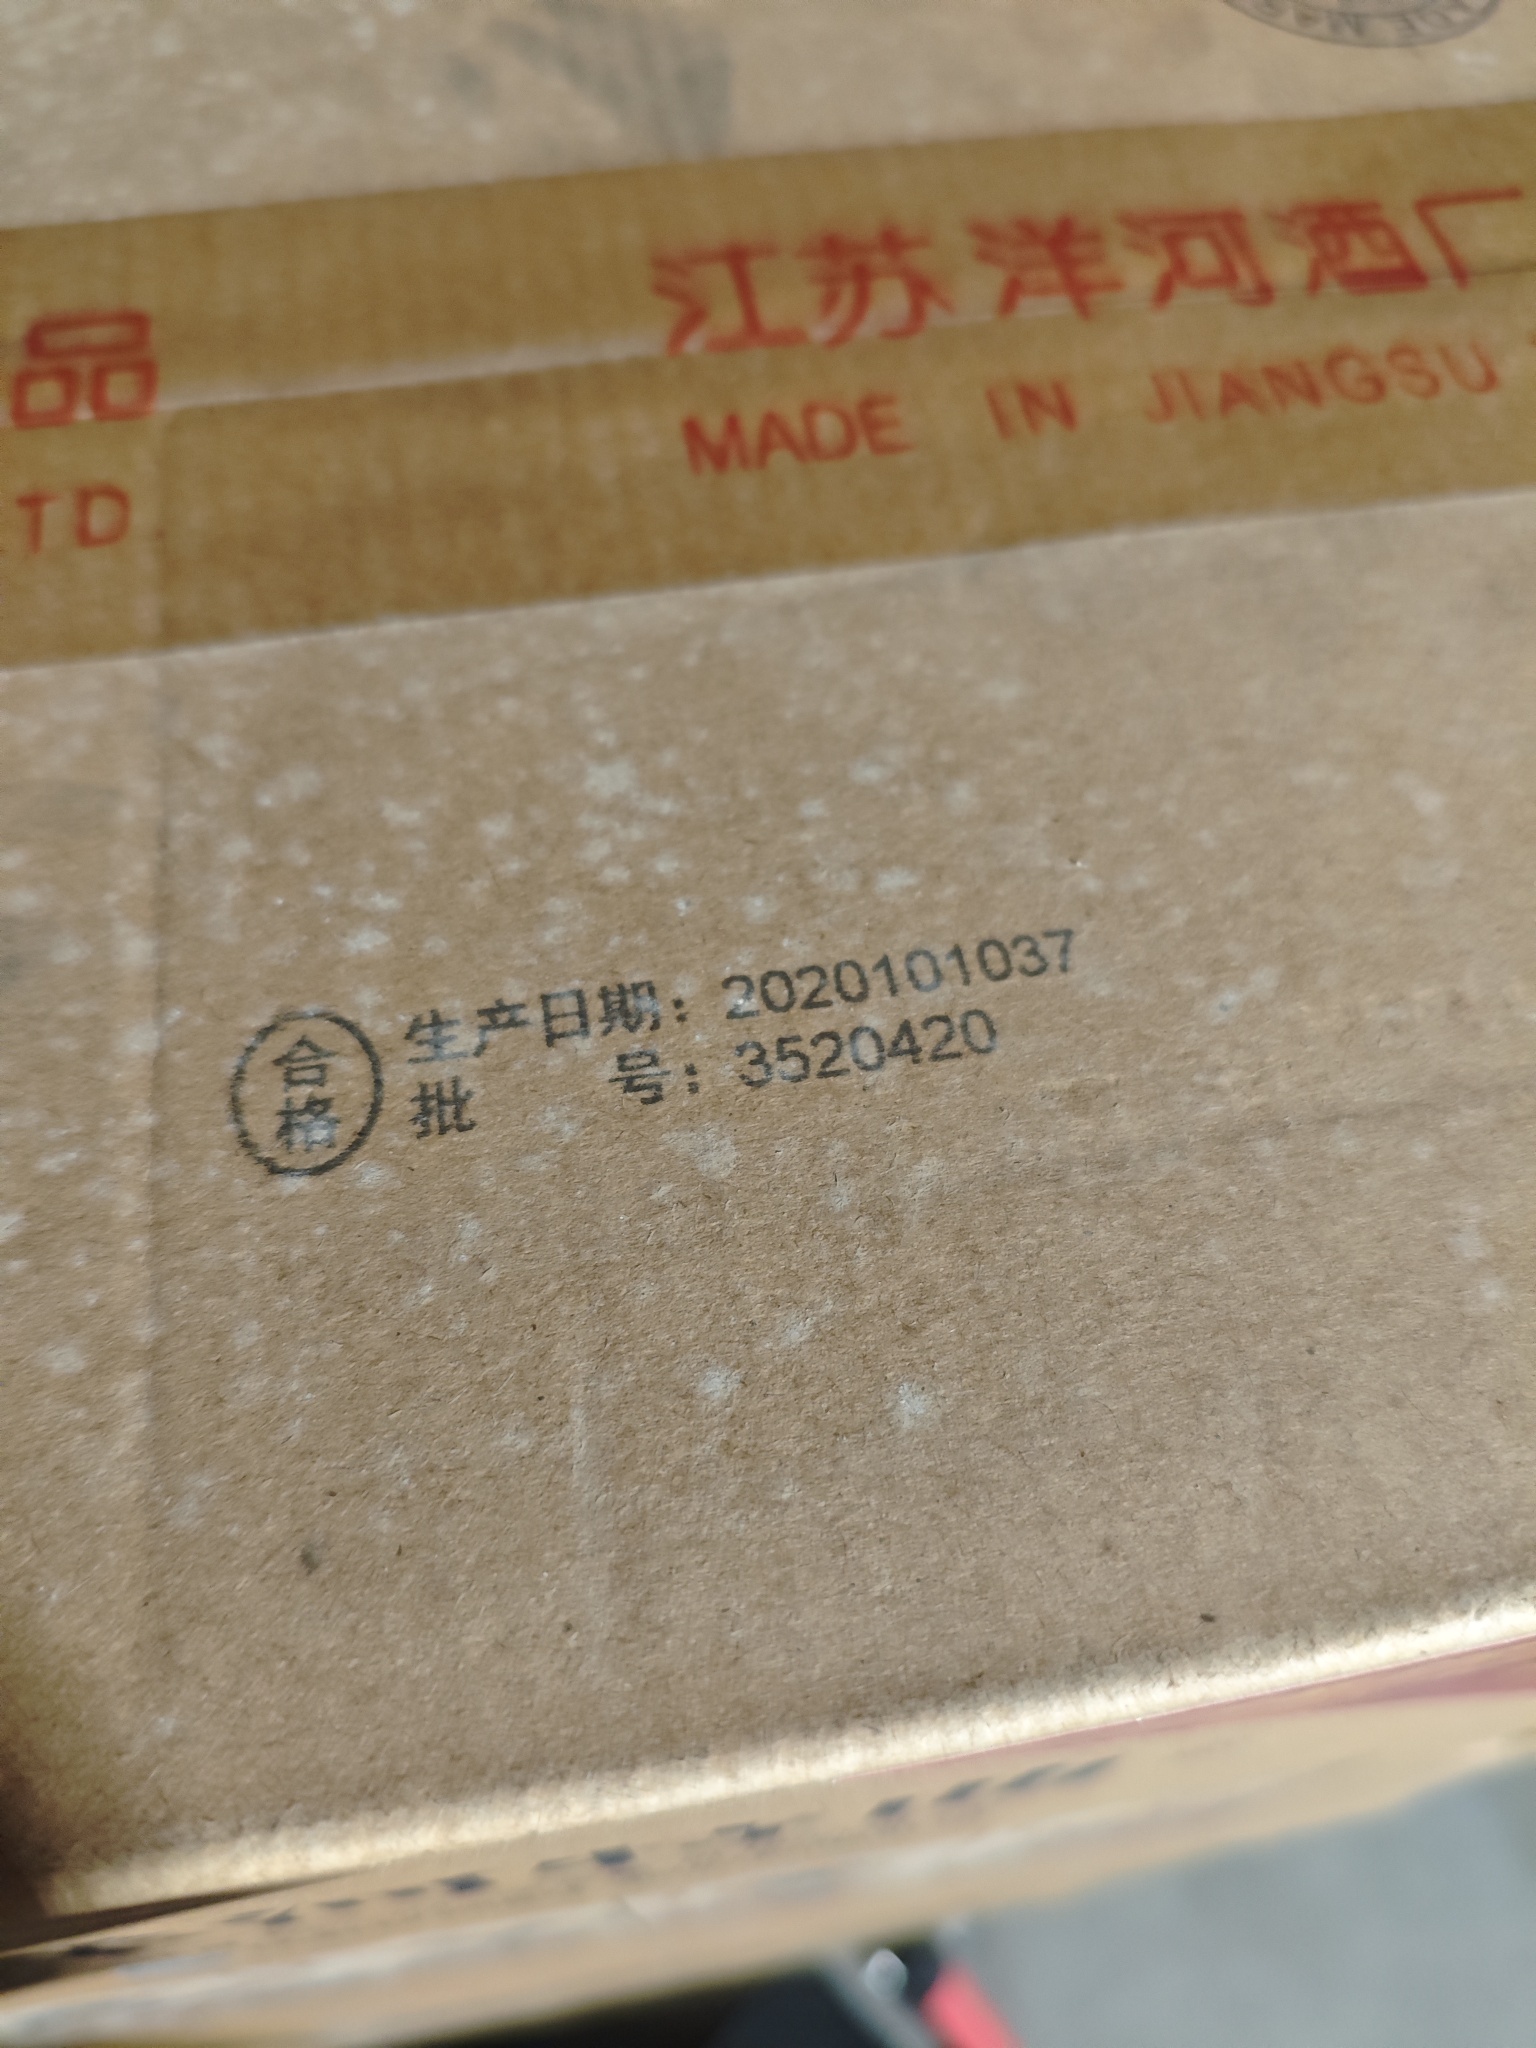 江苏洋河酒厂
品
MADE IN JIANGSU
TD
合格
生产日期：2020101037
批 号：3520420